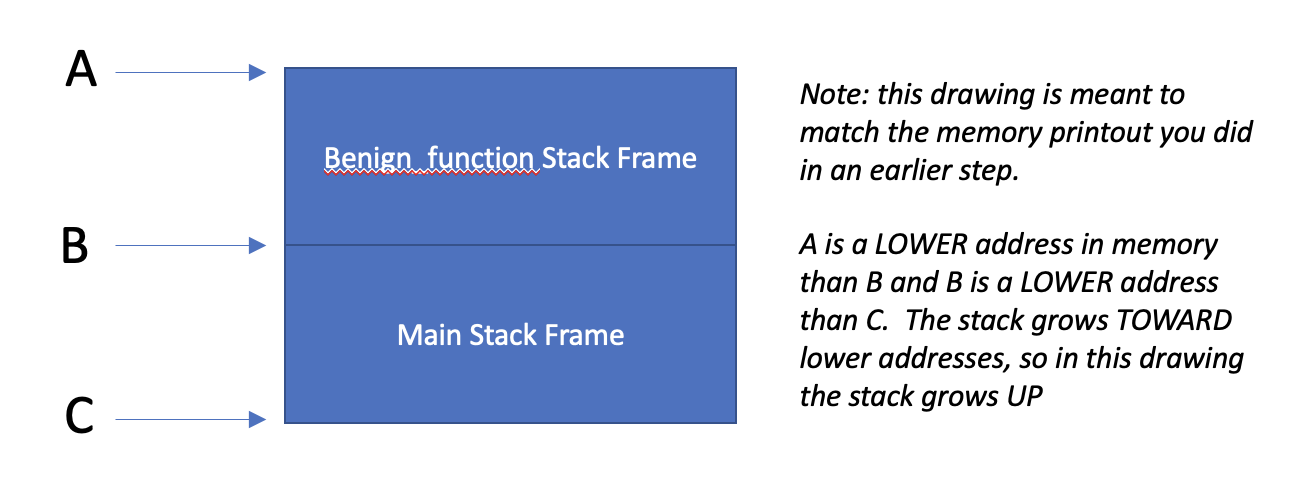 A
Benign_function Stack Frame
B
Main Stack Frame
C
Note: this drawing is meant to
match the memory printout you did
in an earlier step.
A is a LOWER address in memory
than B and B is a LOWER address
than C.  The stack grows TOWARD
lower addresses, so in this drawing
the stack grows UP